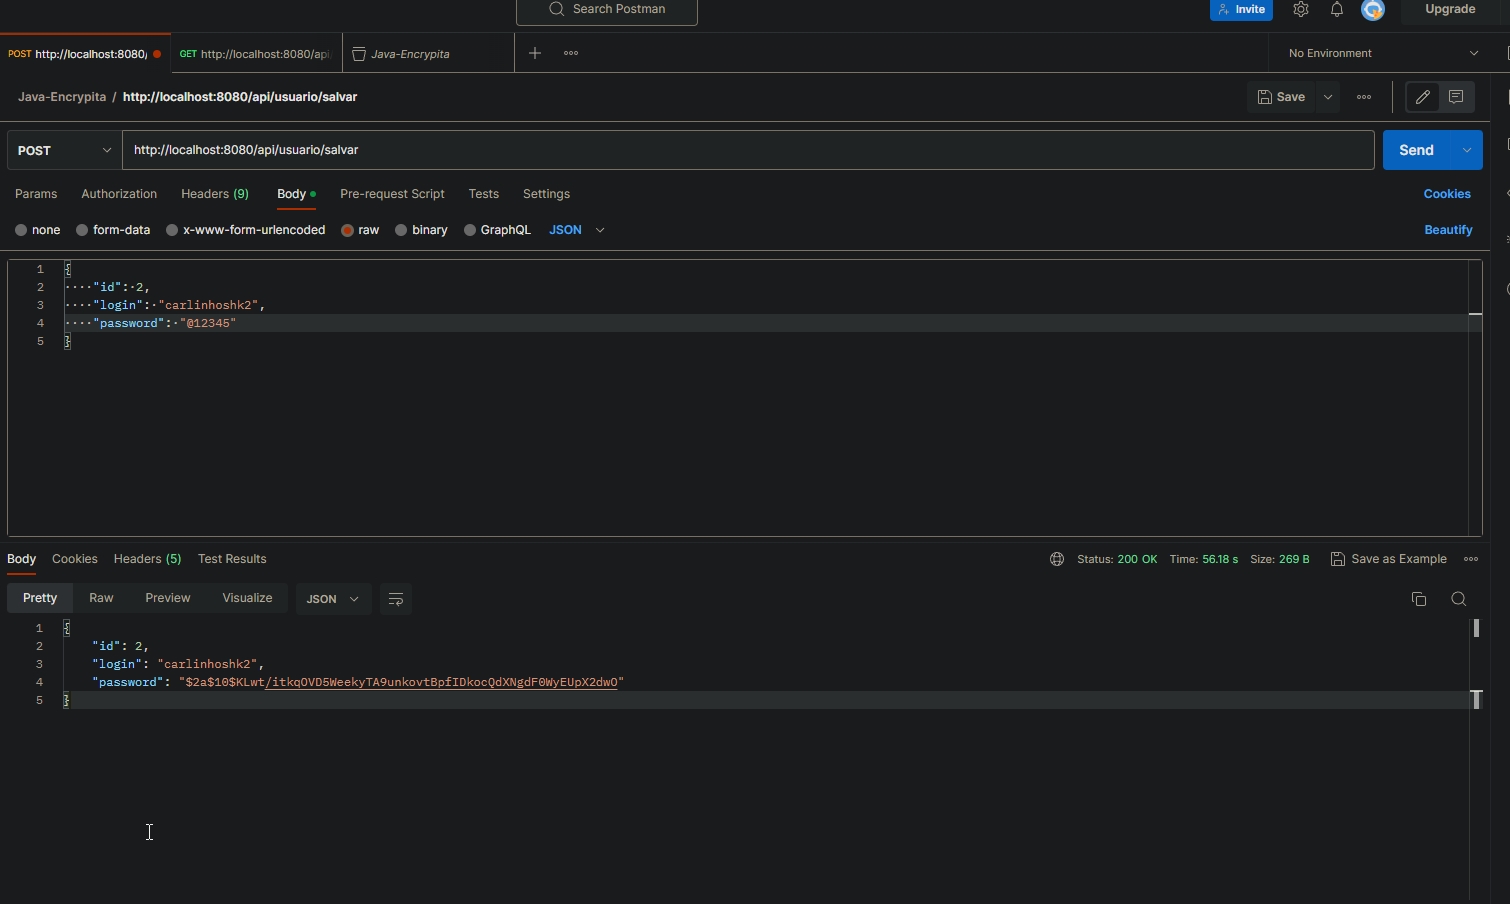 Search Postman
Invite
Upgrade
POST http://localhost:8080/
GET http://localhost:8080/api/
Java-Encrypita
No Environment
Java-Encrypita / http://localhost:8080/api/usuario/salvar
Save
POST
http://localhost:8080/api/usuario/salvar
Send
Params Authorization Headers (9) Body Pre-request Script Tests Settings
Cookies
none form-data x-www-form-urlencoded raw binary GraphQL JSON
Beautify
1 {
2 ····"id":·2,
3 ····"login":·"carlinhoshk2",
4 ····"password":·"@12345"
5 }
Body Cookies Headers (5) Test Results
Status: 200 OK Time: 56.18 s Size: 269 B
Save as Example
Pretty Raw Preview Visualize JSON
1 {
2 "id": 2,
3 "login": "carlinhoshk2",
4 "password": "$2a$10$KLwt/itkqOVD5WeekyTA9unkovtBpfIDkocQdXNgdF0WyEUpX2dwO"
5 }